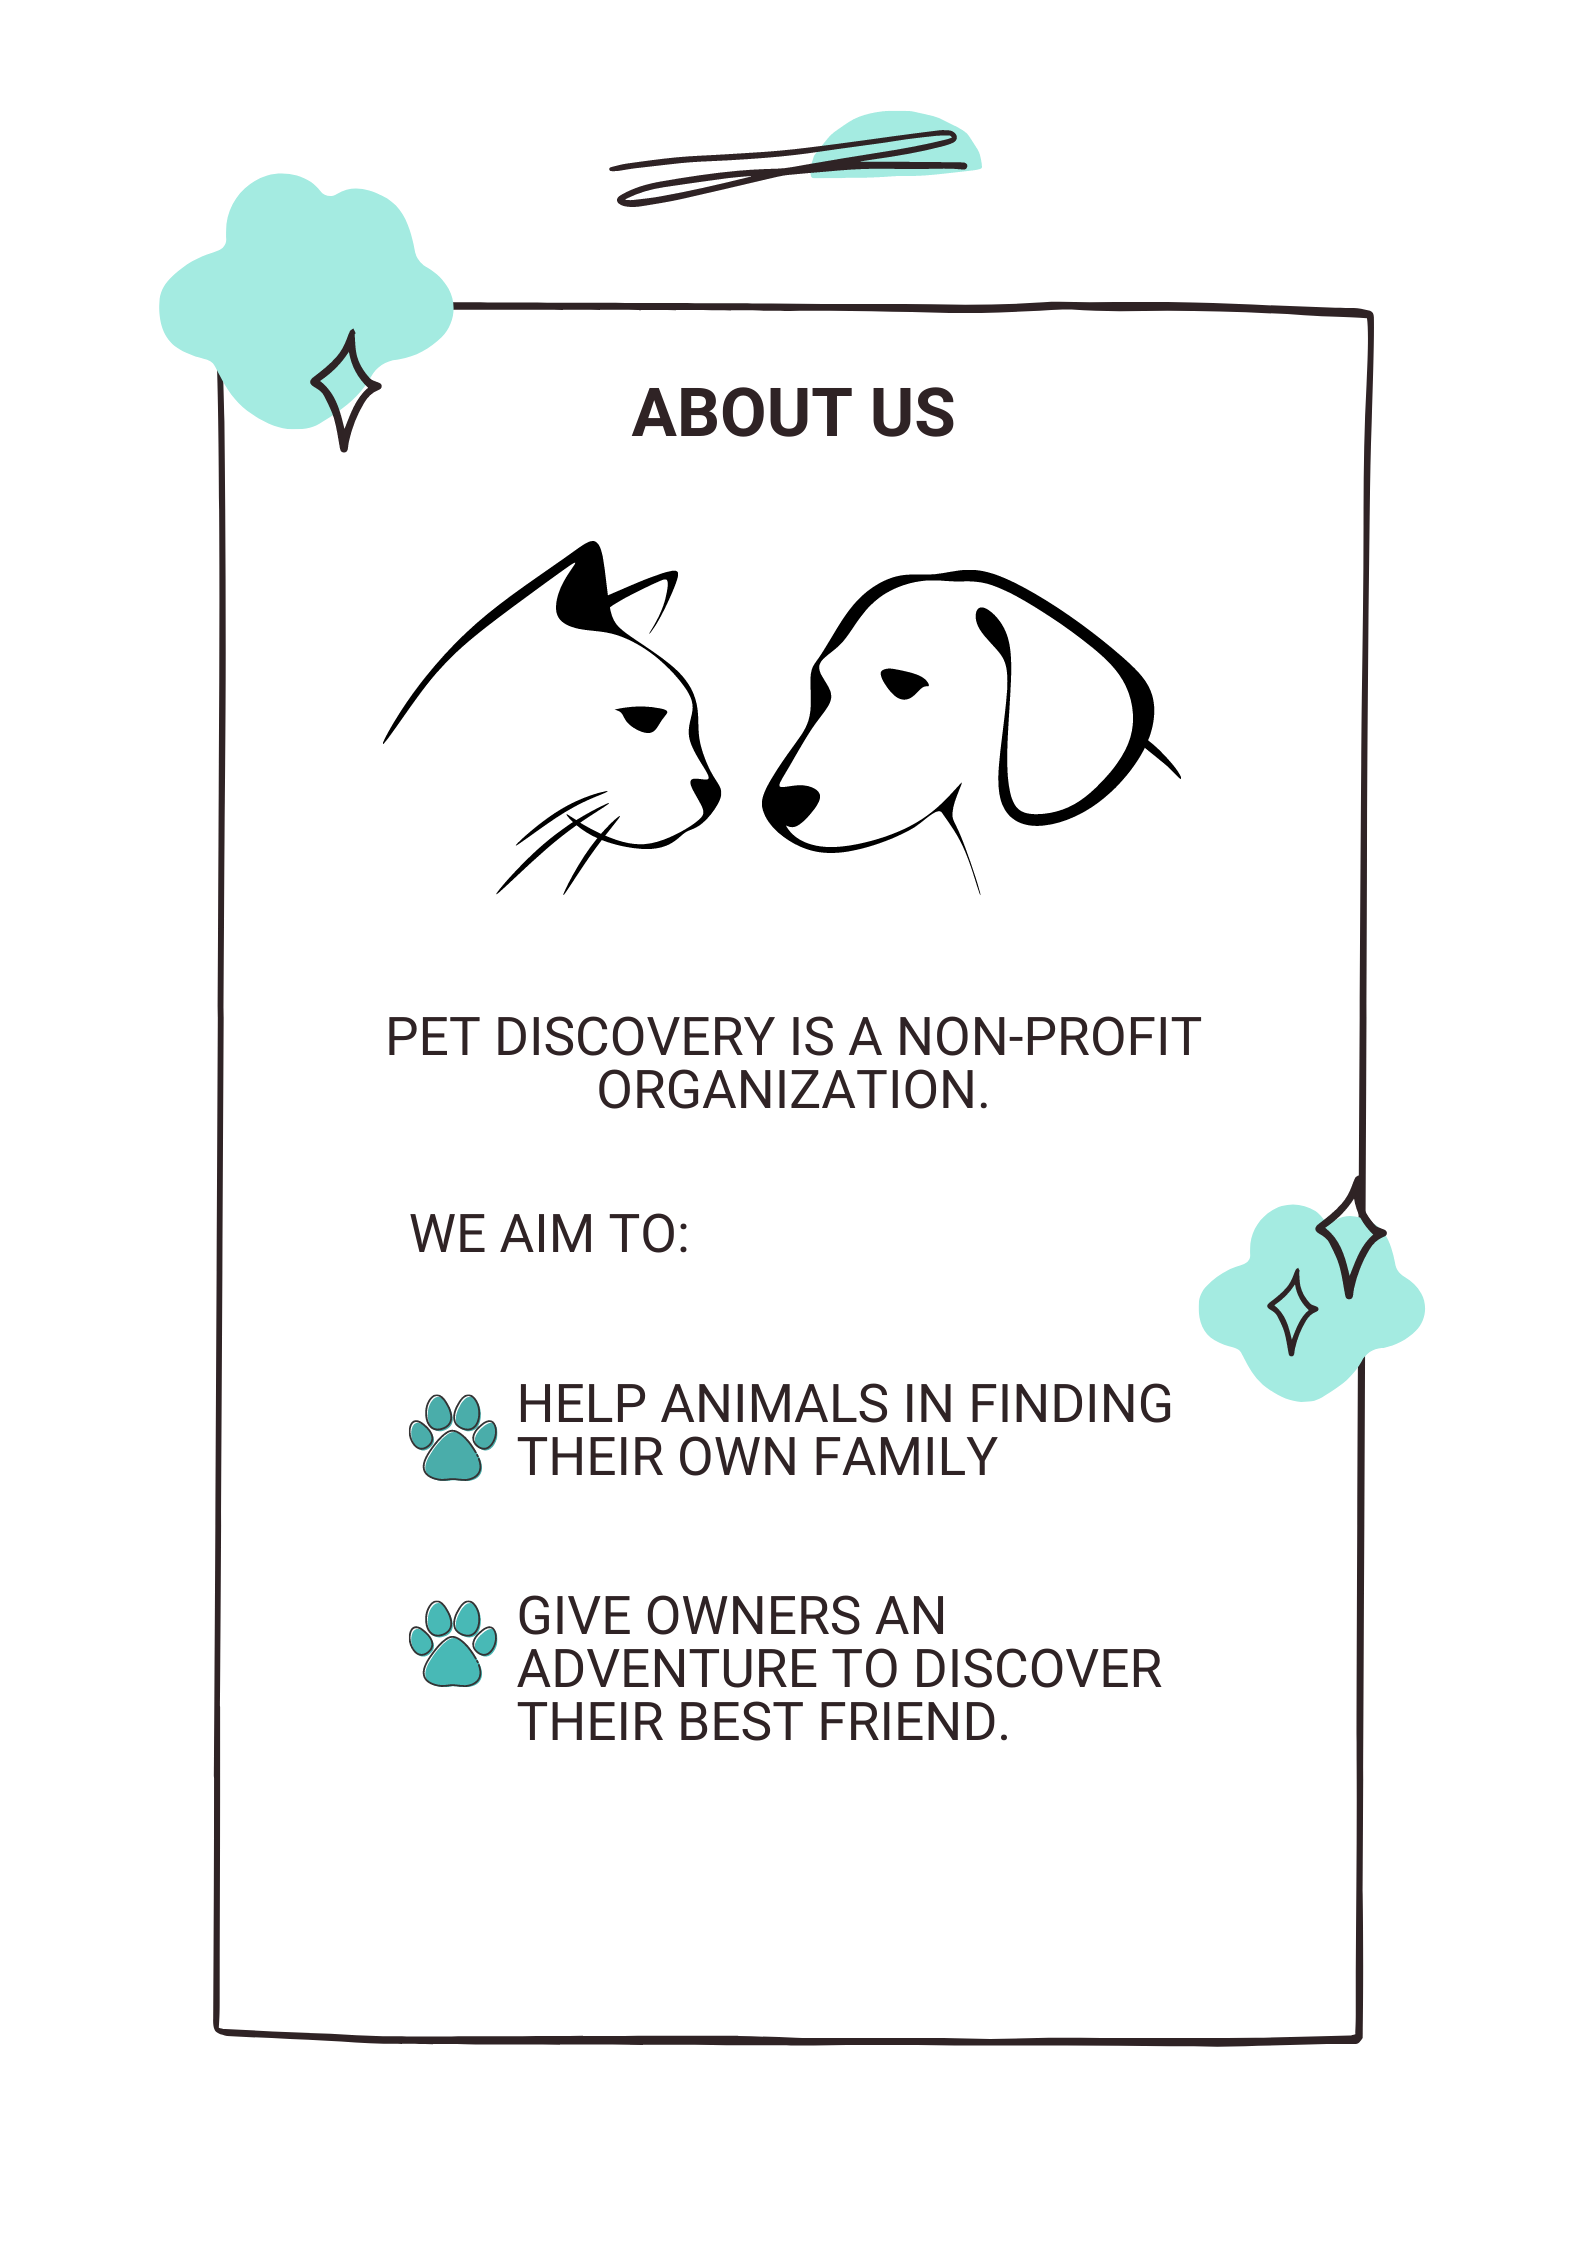 ABOUT US
PET DISCOVERY IS A NON-PROFIT
ORGANIZATION.
WE AIM TO:
HELP ANIMALS IN FINDING
THEIR OWN FAMILY
GIVE OWNERS AN
ADVENTURE TO DISCOVER
THEIR BEST FRIEND.